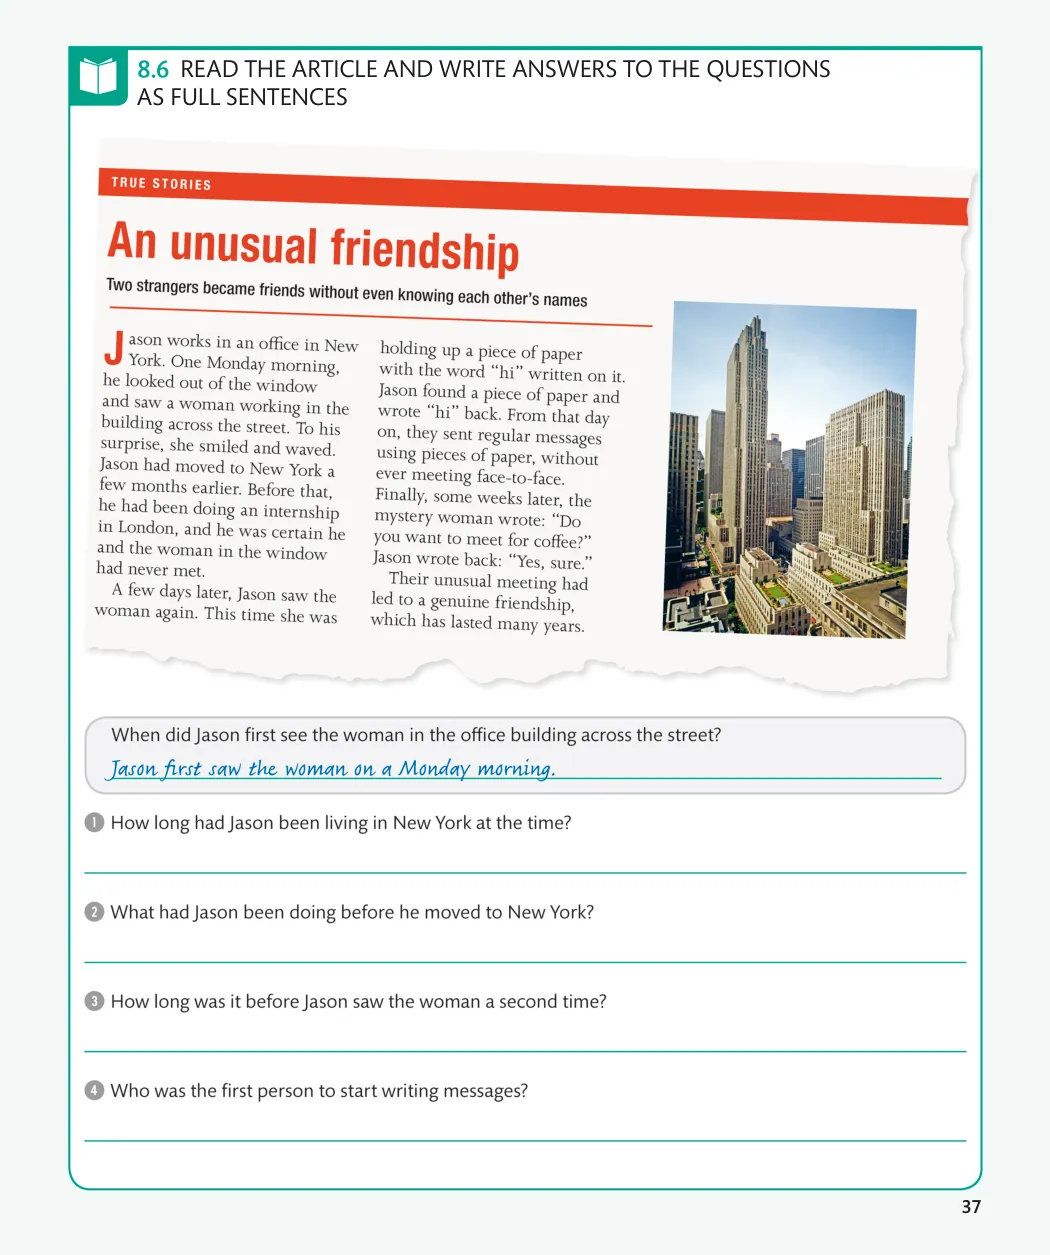 8.6 READ THE ARTICLE AND WRITE ANSWERS TO THE QUESTIONS
AS FULL SENTENCES
TRUE STORIES
An unusual friendship
Two strangers became friends without even knowing each other's names
Jason works in an office in New
York. One Monday morning,
he looked out of the window
and saw a woman working in the
building across the street. To his
surprise, she smiled and waved.
Jason had moved to New York a
few months earlier. Before that,
he had been doing an internship
in London, and he was certain he
and the woman in the window
had never met.
A few days later, Jason saw the
woman again. This time she was
holding up a piece of paper
with the word “hi” written on it.
Jason found a piece of paper and
wrote “hi” back. From that day
on, they sent regular messages
using pieces of paper, without
ever meeting face-to-face.
Finally, some weeks later, the
mystery woman wrote: “Do
you want to meet for coffee?”
Jason wrote back: “Yes, sure.”
Their unusual meeting had
led to a genuine friendship,
which has lasted many years.
When did Jason first see the woman in the office building across the street?
Jason first saw the woman on a Monday morning.
1 How long had Jason been living in New York at the time?
2 What had Jason been doing before he moved to New York?
3 How long was it before Jason saw the woman a second time?
4 Who was the first person to start writing messages?
37